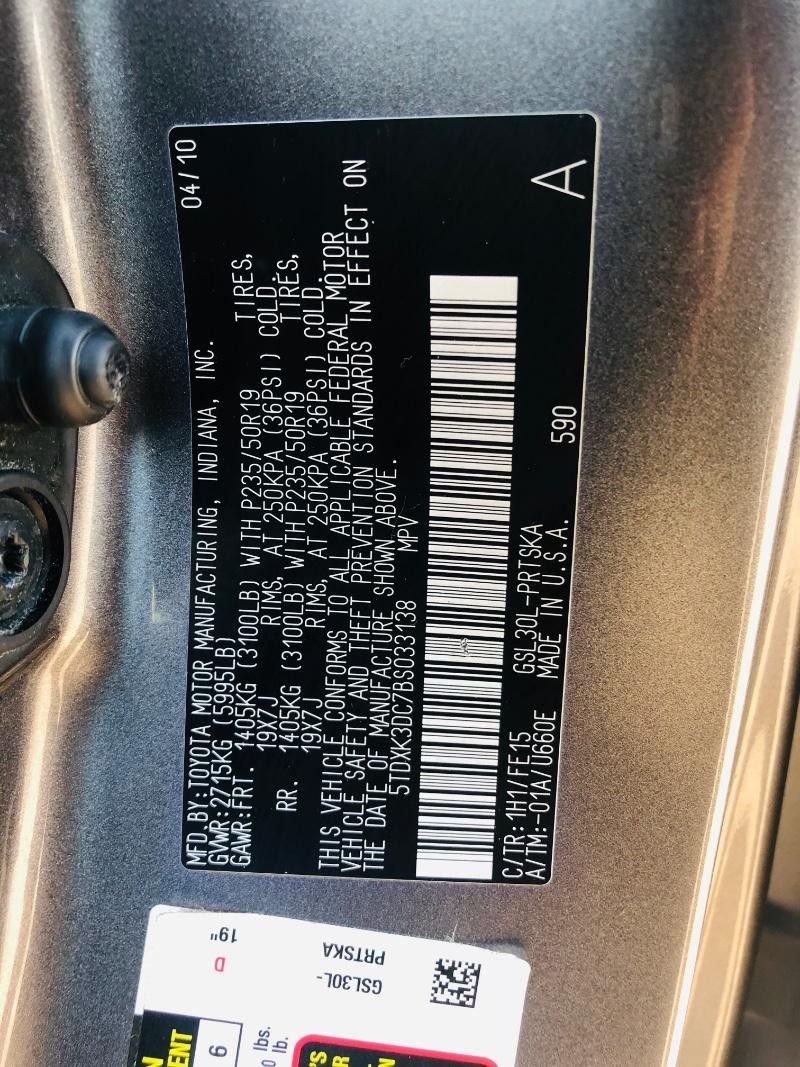 MFD.BY:TOYOTA MOTOR MANUFACTURING, INDIANA, INC. 04/10
GVWR:2715KG (5995LB)
GAWR:FRT. 1405KG (3100LB) WITH P235/50R19 TIRES,
19X7J RIMS, AT 250KPA (36PSI) COLD.
RR. 1405KG (3100LB) WITH P235/50R19 TIRES,
19X7J RIMS, AT 250KPA (36PSI) COLD.
THIS VEHICLE CONFORMS TO ALL APPLICABLE FEDERAL MOTOR
VEHICLE SAFETY AND THEFT PREVENTION STANDARDS IN EFFECT ON
THE DATE OF MANUFACTURE SHOWN ABOVE.
5TDXK3DC7BS033138 MPV
C/TR:1H1/FE15 GSL30L-PRTSKA 590
A/TM:-01A/U660E MADE IN U.S.A. A
D 19"
GSL30L-
PRTSKA
6
lbs.
0 lb.
N
ENT
'S
R
N